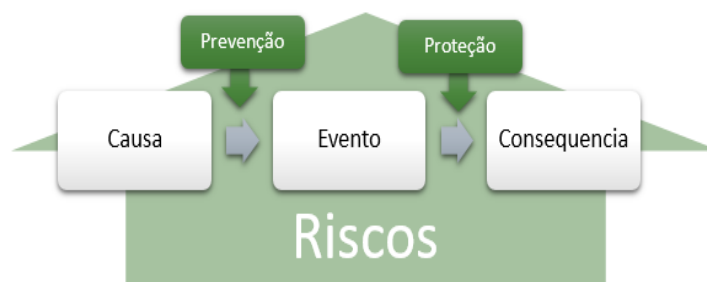 Prevenção
Proteção
Causa
Evento
Consequencia
Riscos